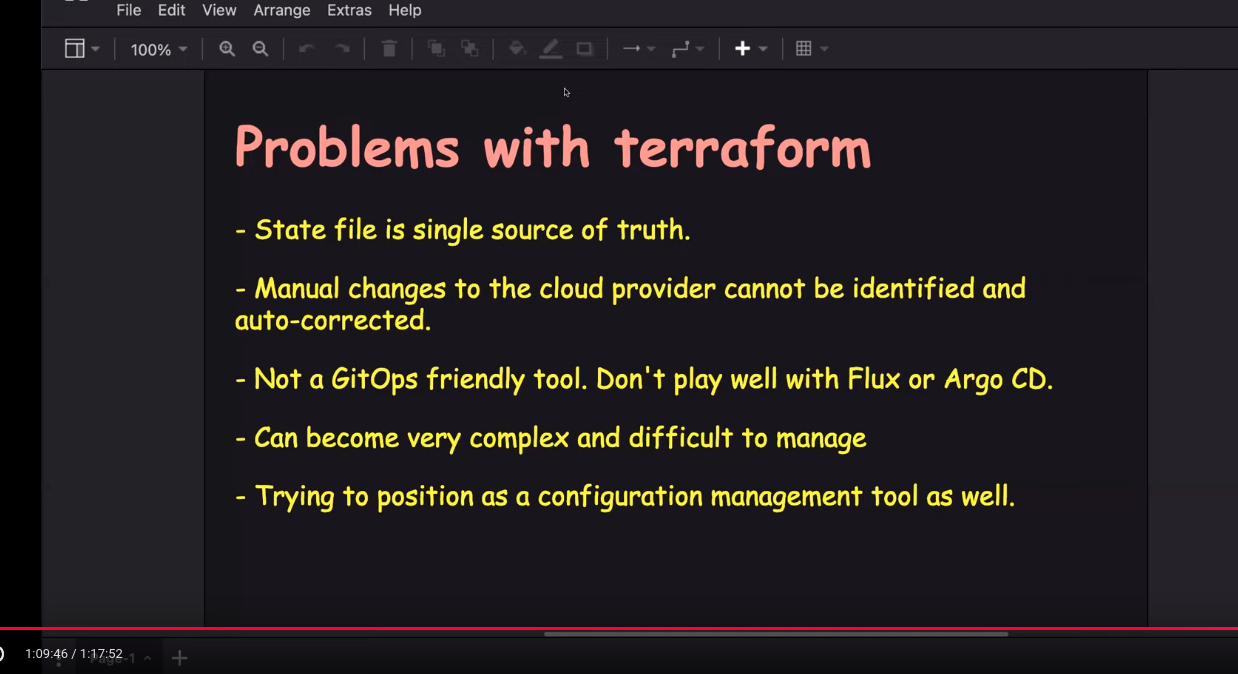 File Edit View Arrange Extras Help
100%
Problems with terraform
- State file is single source of truth.
- Manual changes to the cloud provider cannot be identified and
auto-corrected.
- Not a GitOps friendly tool. Don't play well with Flux or Argo CD.
- Can become very complex and difficult to manage
- Trying to position as a configuration management tool as well.
1:09:46 / 1:17:52 Page-1